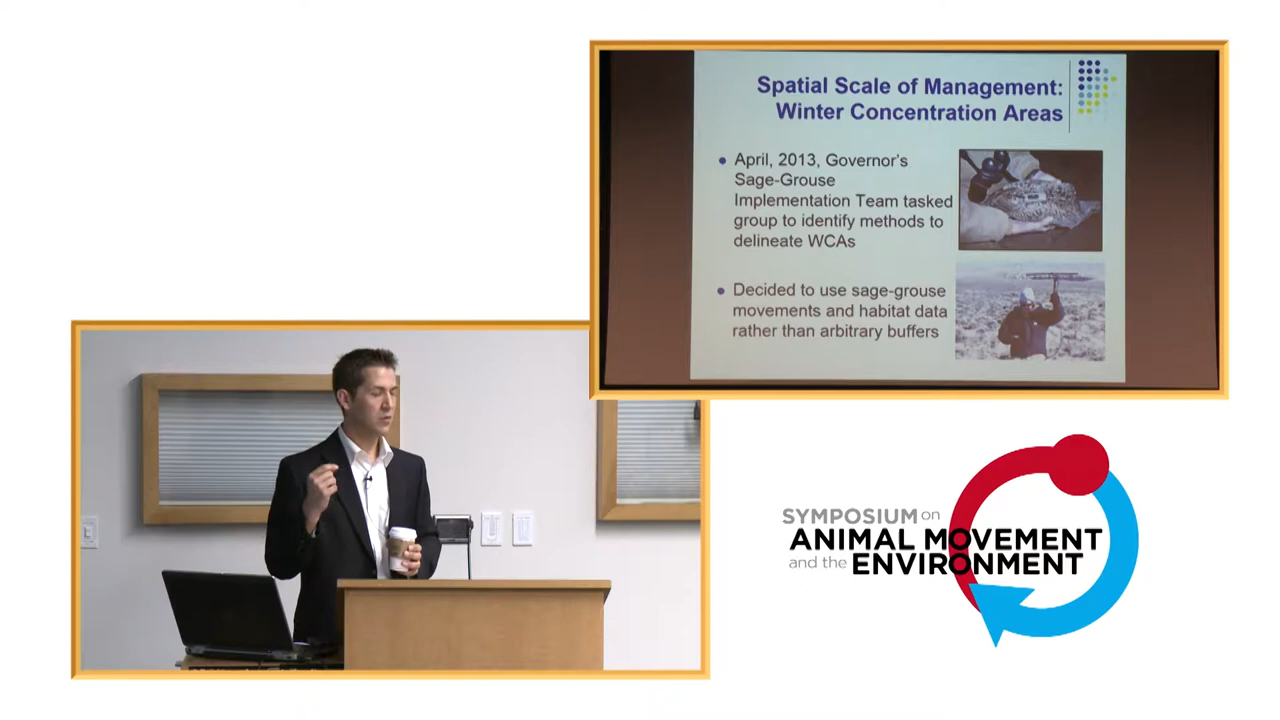 Spatial Scale of Management:
Winter Concentration Areas
• April, 2013, Governor's
Sage-Grouse
Implementation Team tasked
group to identify methods to
delineate WCAs
• Decided to use sage-grouse
movements and habitat data
rather than arbitrary buffers
SYMPOSIUM on
ANIMAL MOVEMENT
and the ENVIRONMENT